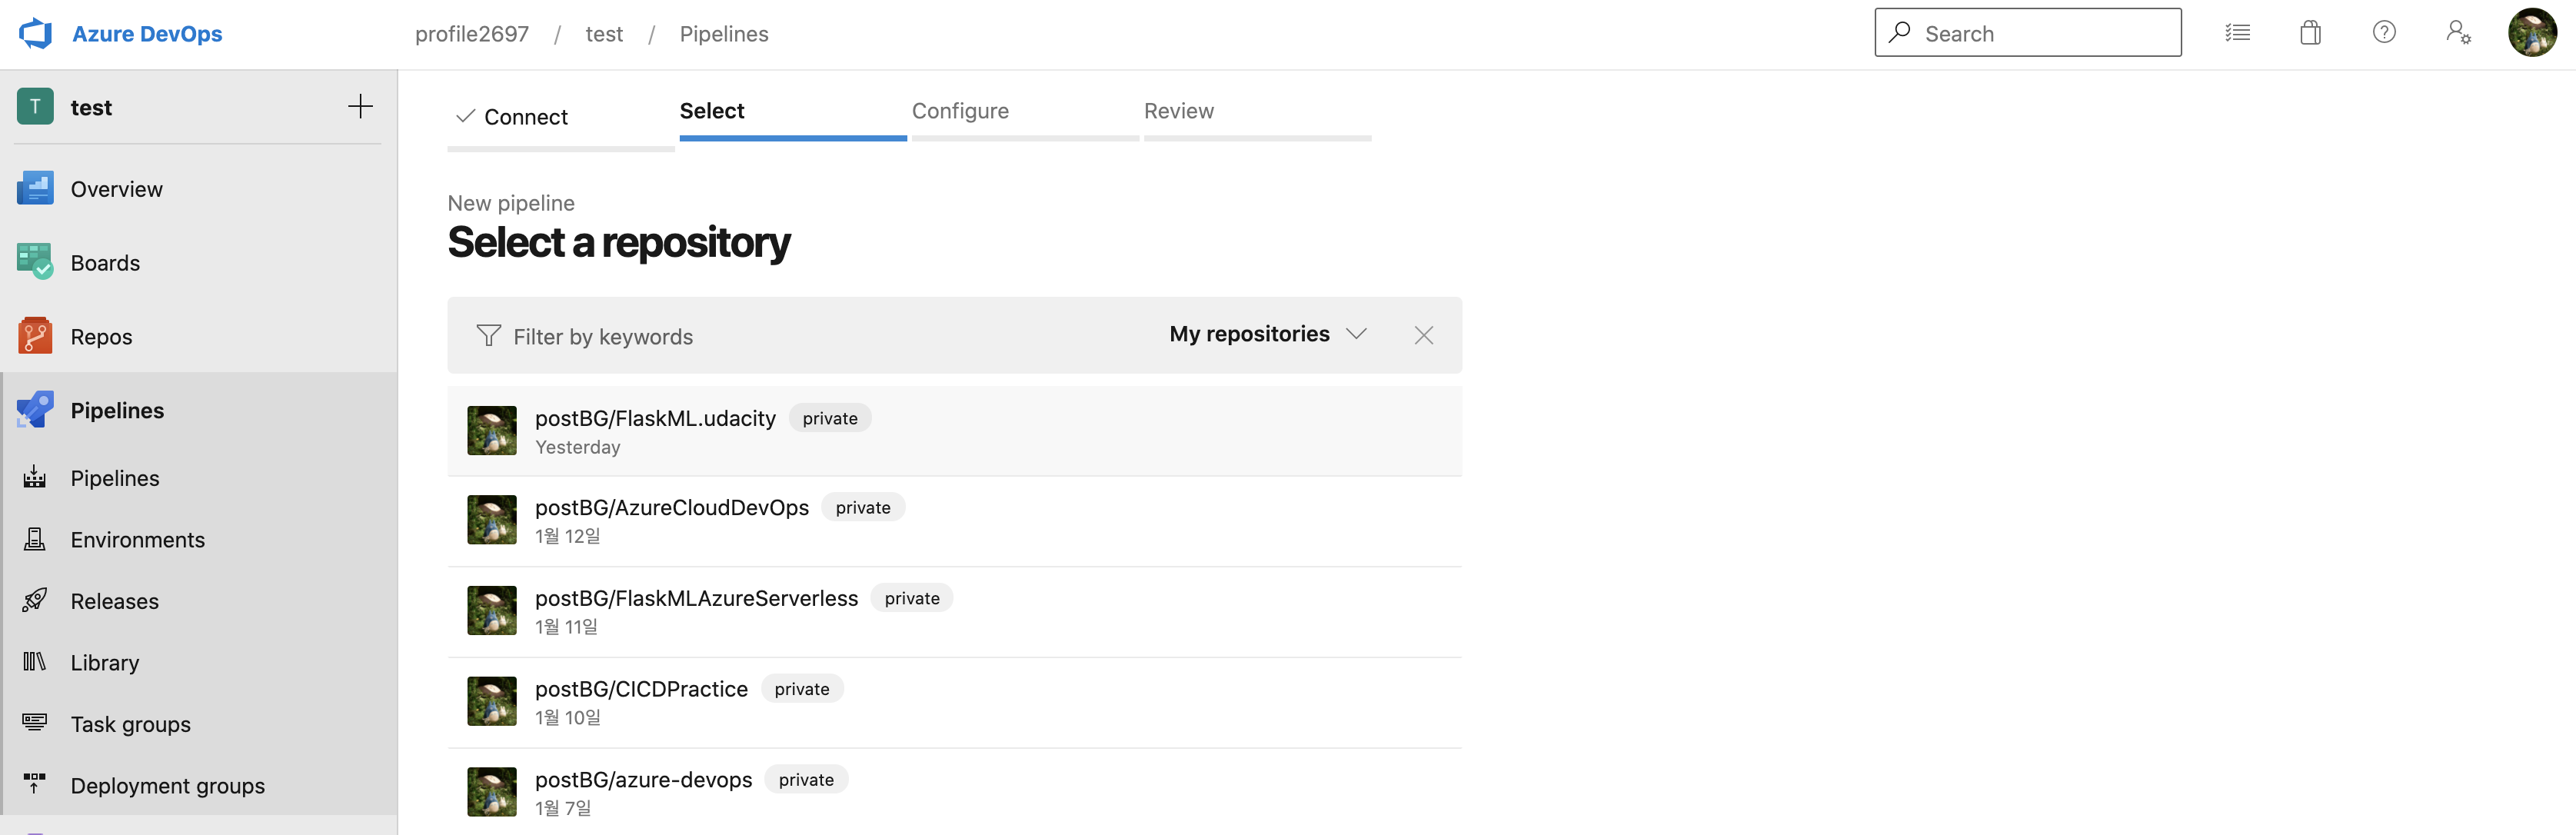 Azure DevOps
profile2697 / test / Pipelines
Search
T test
Overview
Boards
Repos
Pipelines
Pipelines
Environments
Releases
Library
Task groups
Deployment groups
Connect
Select
Configure
Review
New pipeline
Select a repository
Filter by keywords
My repositories
postBG/FlaskML.udacity private
Yesterday
postBG/AzureCloudDevOps private
1월 12일
postBG/FlaskMLAzureServerless private
1월 11일
postBG/CICDPractice private
1월 10일
postBG/azure-devops private
1월 7일